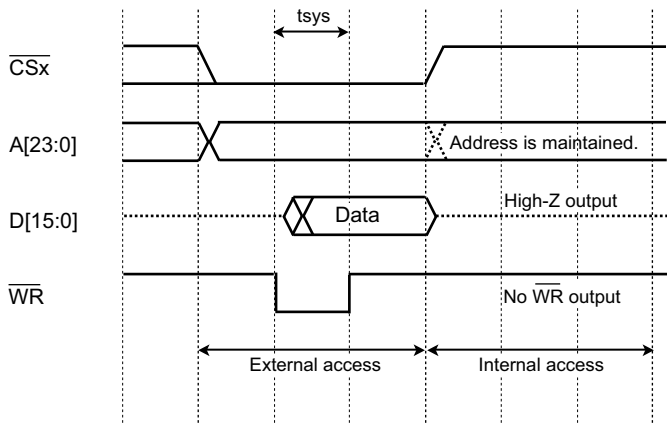 tsys
CSx
A[23:0]
Address is maintained.
D[15:0]
Data
High-Z output
WR
No WR output
External access
Internal access